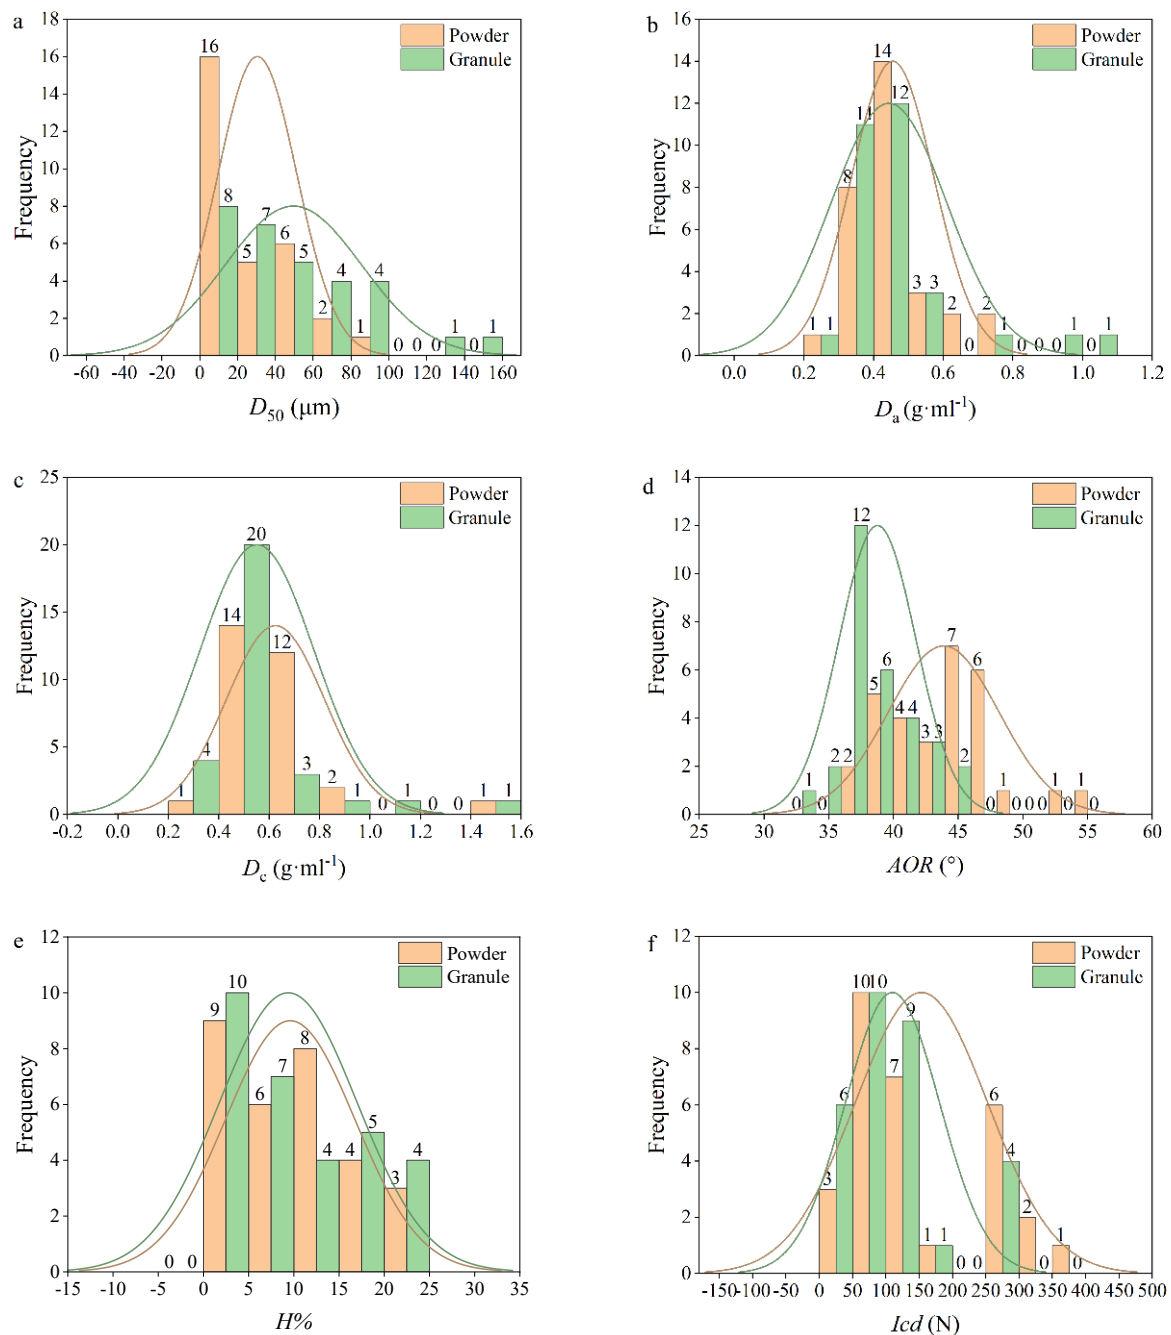 a
Powder
Granule
18
16
14
12
10
8
6
4
2
0
Frequency
16 8 5 7 6 5 2 4 1 4 0 0 0 1 0 1
-60 -40 -20 0 20 40 60 80 100 120 140 160
D50 (μm)
b
Powder
Granule
16
14
12
10
8
6
4
2
0
Frequency
1 1 8 11 14 12 3 3 2 0 2 1 0 0 0 1 0 1
0.0 0.2 0.4 0.6 0.8 1.0 1.2
Da (g·ml-1)
c
Powder
Granule
25
20
15
10
5
0
Frequency
1 4 14 20 12 3 2 1 0 1 0 0 1 1
-0.2 0.0 0.2 0.4 0.6 0.8 1.0 1.2 1.4 1.6
Dc (g·ml-1)
d
Powder
Granule
14
12
10
8
6
4
2
0
Frequency
0 1 0 2 2 12 5 6 4 4 3 3 7 2 6 0 1 0 0 0 1 0 1 0
25 30 35 40 45 50 55 60
AOR (°)
e
Powder
Granule
12
10
8
6
4
2
0
Frequency
0 0 9 10 6 7 8 4 4 5 3 4
-15 -10 -5 0 5 10 15 20 25 30 35
H%
f
Powder
Granule
12
10
8
6
4
2
0
Frequency
3 6 10 10 7 9 1 1 0 0 6 4 2 0 1 0
-150 -100 -50 0 50 100 150 200 250 300 350 400 450 500
Icd (N)